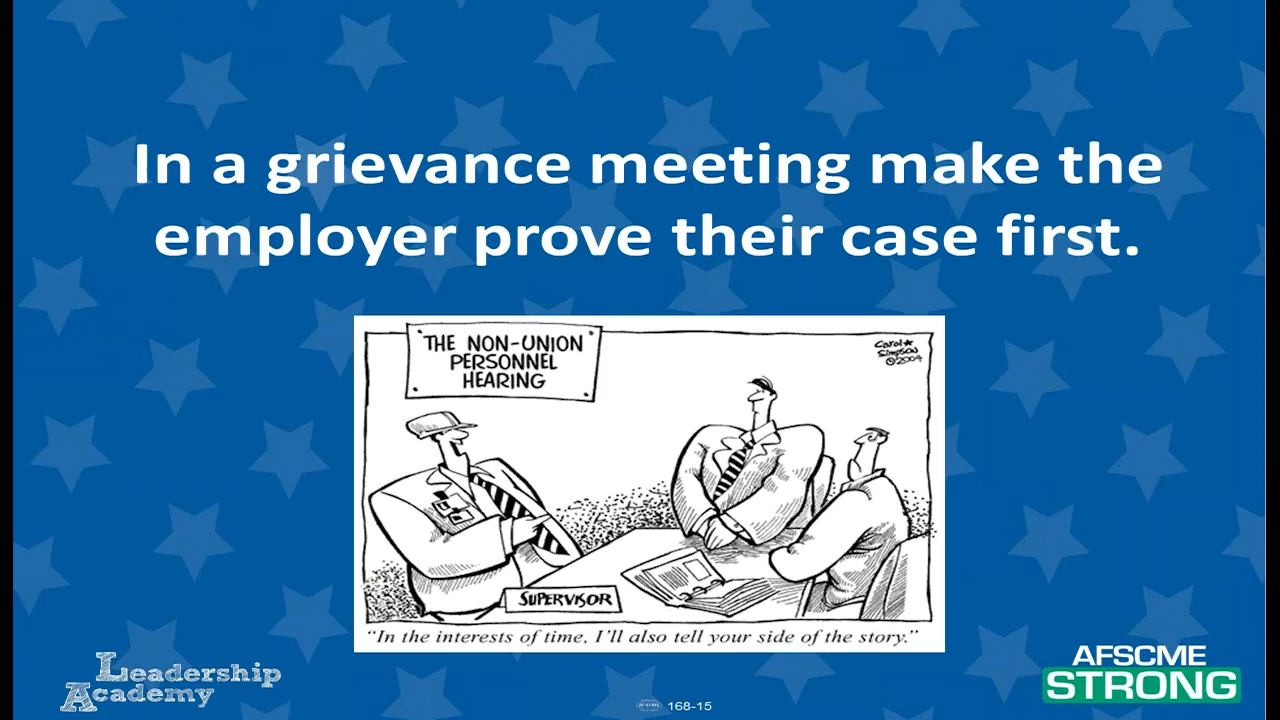 In a grievance meeting make the
employer prove their case first.
THE NON-UNION
PERSONNEL
HEARING
Carol★
Simpson
©2004
SUPERVISOR
"In the interests of time, I'll also tell your side of the story."
Leadership
Academy
AFSCME
168-15
AFSCME
STRONG